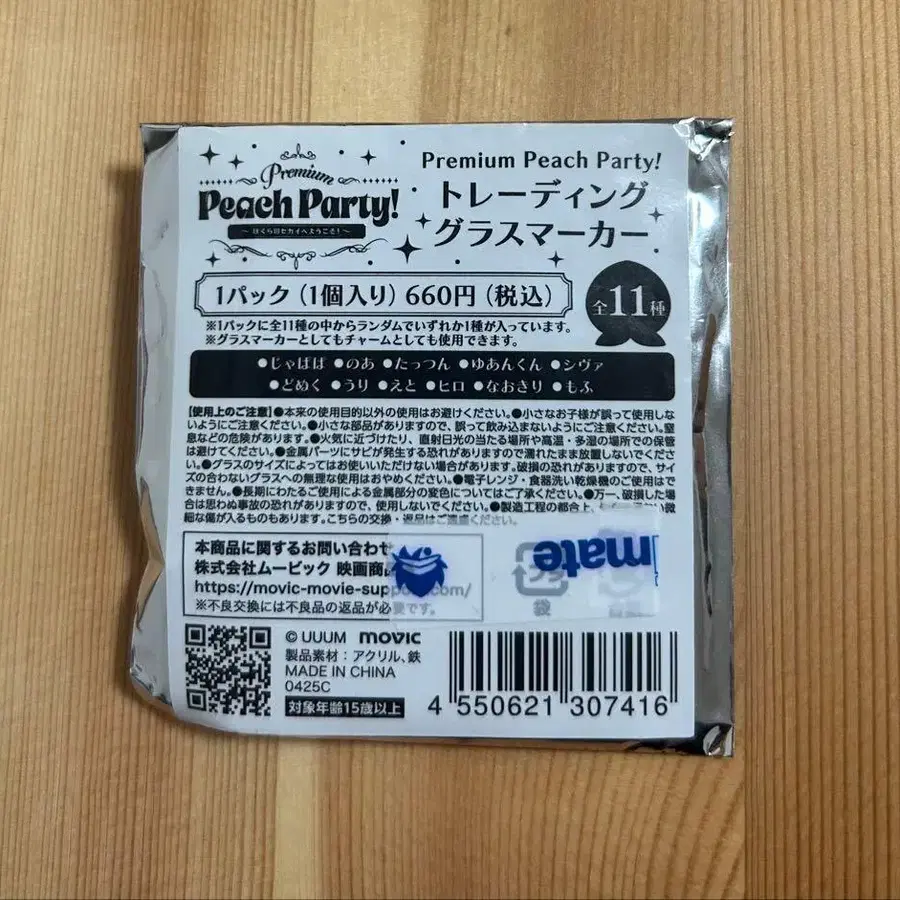 Premium
Peach Party!
～ぼくらのセカイへようこそ！～
Premium Peach Party!
トレーディング
グラスマーカー
1パック（1個入り）660円（税込）
全11種
※1パックに全11種の中からランダムでいずれか1種が入っています。
※グラスマーカーとしてもチャームとしても使用できます。
●じゃぱぱ ●のあ ●たっつん ●ゆあんくん ●シヴァ
●どぬく ●うり ●えと ●ヒロ ●なおきり ●もふ
【使用上のご注意】●本来の使用目的以外の使用はお避けください。●小さなお子様が誤って使用しな
いようにご注意ください。●小さい部品がありますので、誤って飲み込まないようにご注意ください。窒
息などの危険があります。●火気に近づけたり、直射日光の当たる場所や高温・多湿の場所での保管
は避けてください。●金属パーツにサビが発生する恐れがありますので濡れたまま放置しないでくださ
い。●グラスのサイズによってはお使いいただけない場合があります。破損の恐れがありますので、サイ
ズの合わないグラスへの無理な使用はおやめください。●電子レンジ・食器洗い乾燥機のご使用はで
きません。●長期にわたるご使用による金属部分の変色についてはご了承ください。●万一、破損した場
合は思わぬ事故の恐れがありますので、使用しないでください。●製造工程の都合上、微
細な傷が入るものもあります。こちらの交換・返品はご遠慮ください。
本商品に関するお問い合わせ
株式会社ムービック 映画商品
https://movic-movie-support.com/
※不良交換には不良品の返品が必要です。
mate
袋
© UUUM movic
製品素材：アクリル、鉄
MADE IN CHINA
0425C
対象年齢15歳以上
4 550621 307416